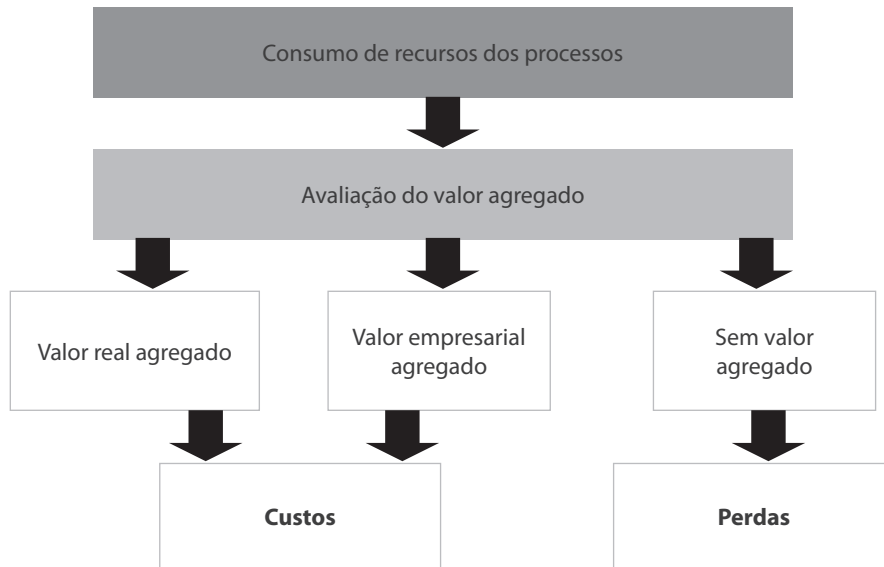 Consumo de recursos dos processos
Avaliação do valor agregado
Valor real agregado
Valor empresarial
agregado
Sem valor
agregado
Custos
Perdas